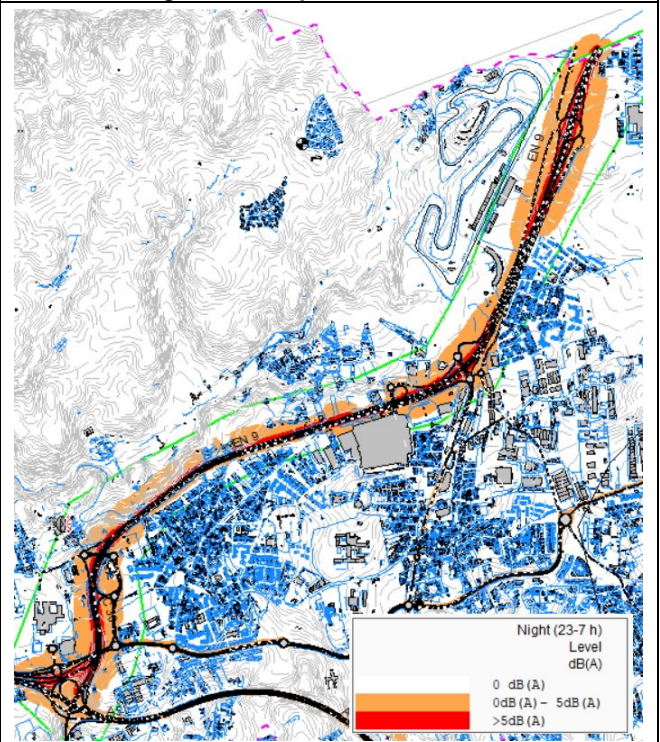 EN 9
EN 9
Night (23-7 h)
Level
dB(A)
0 dB (A)
0dB (A) - 5dB (A)
>5dB (A)